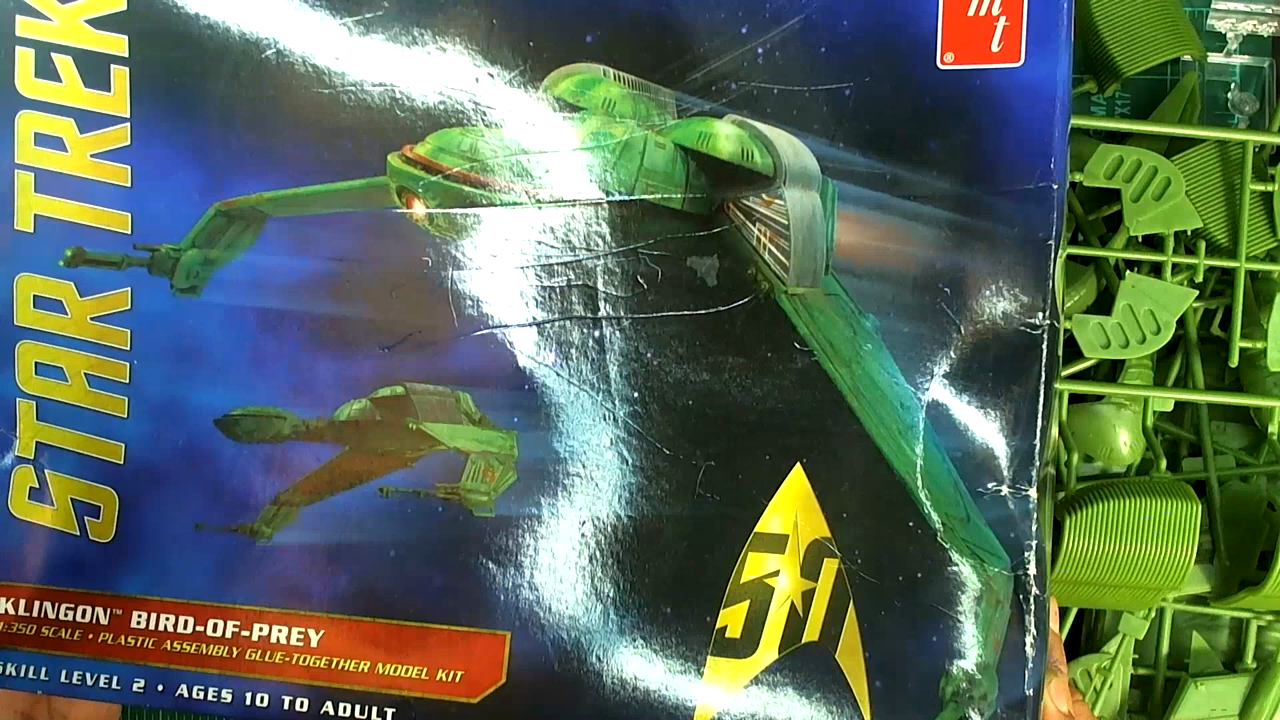 STAR TREK
mt
®
50
KLINGON™ BIRD-OF-PREY
1:350 SCALE • PLASTIC ASSEMBLY GLUE-TOGETHER MODEL KIT
SKILL LEVEL 2 • AGES 10 TO ADULT